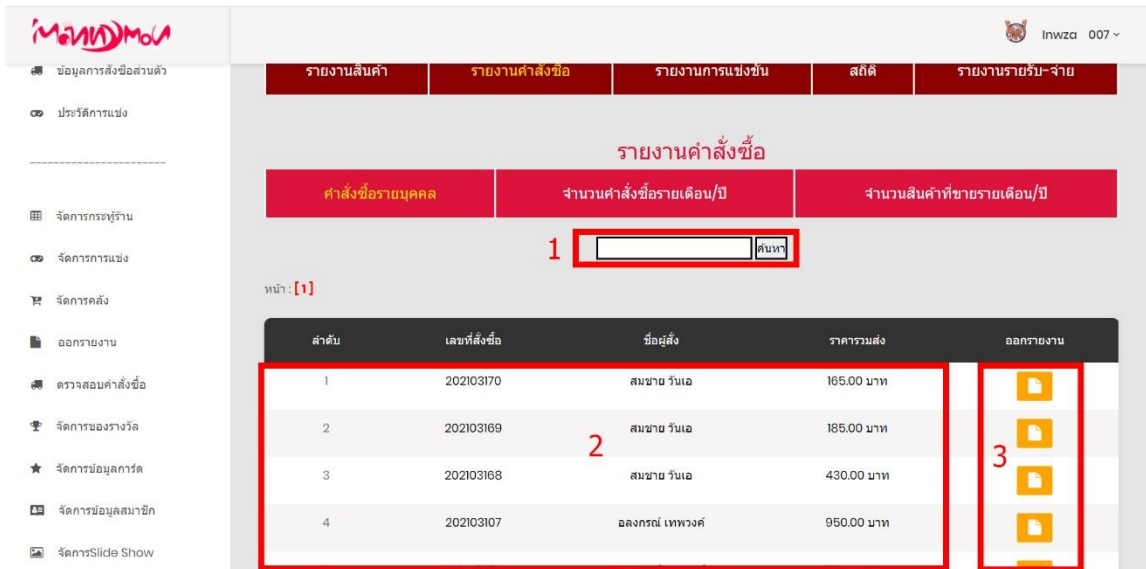 Inwza 007
ข้อมูลการสั่งซื้อส่วนตัว
ประวัติการแข่ง
-----------------------
จัดการกระทู้ร้าน
จัดการการแข่ง
จัดการคลัง
ออกรายงาน
ตรวจสอบคำสั่งซื้อ
จัดการของรางวัล
จัดการข้อมูลการ์ด
จัดการข้อมูลสมาชิก
จัดการSlide Show
รายงานสินค้า รายงานคำสั่งซื้อ รายงานการแข่งขัน สถิติ รายงานรายรับ-จ่าย
รายงานคำสั่งซื้อ
คำสั่งซื้อรายบุคคล จำนวนคำสั่งซื้อรายเดือน/ปี จำนวนสินค้าที่ขายรายเดือน/ปี
1 ค้นหา
หน้า : [1]
ลำดับ เลขที่สั่งซื้อ ชื่อผู้สั่ง ราคารวมส่ง ออกรายงาน
1 202103170 สมชาย วันเอ 165.00 บาท
2 202103169 สมชาย วันเอ 185.00 บาท
2 3
3 202103168 สมชาย วันเอ 430.00 บาท
4 202103107 อลงกรณ์ เทพวงค์ 950.00 บาท